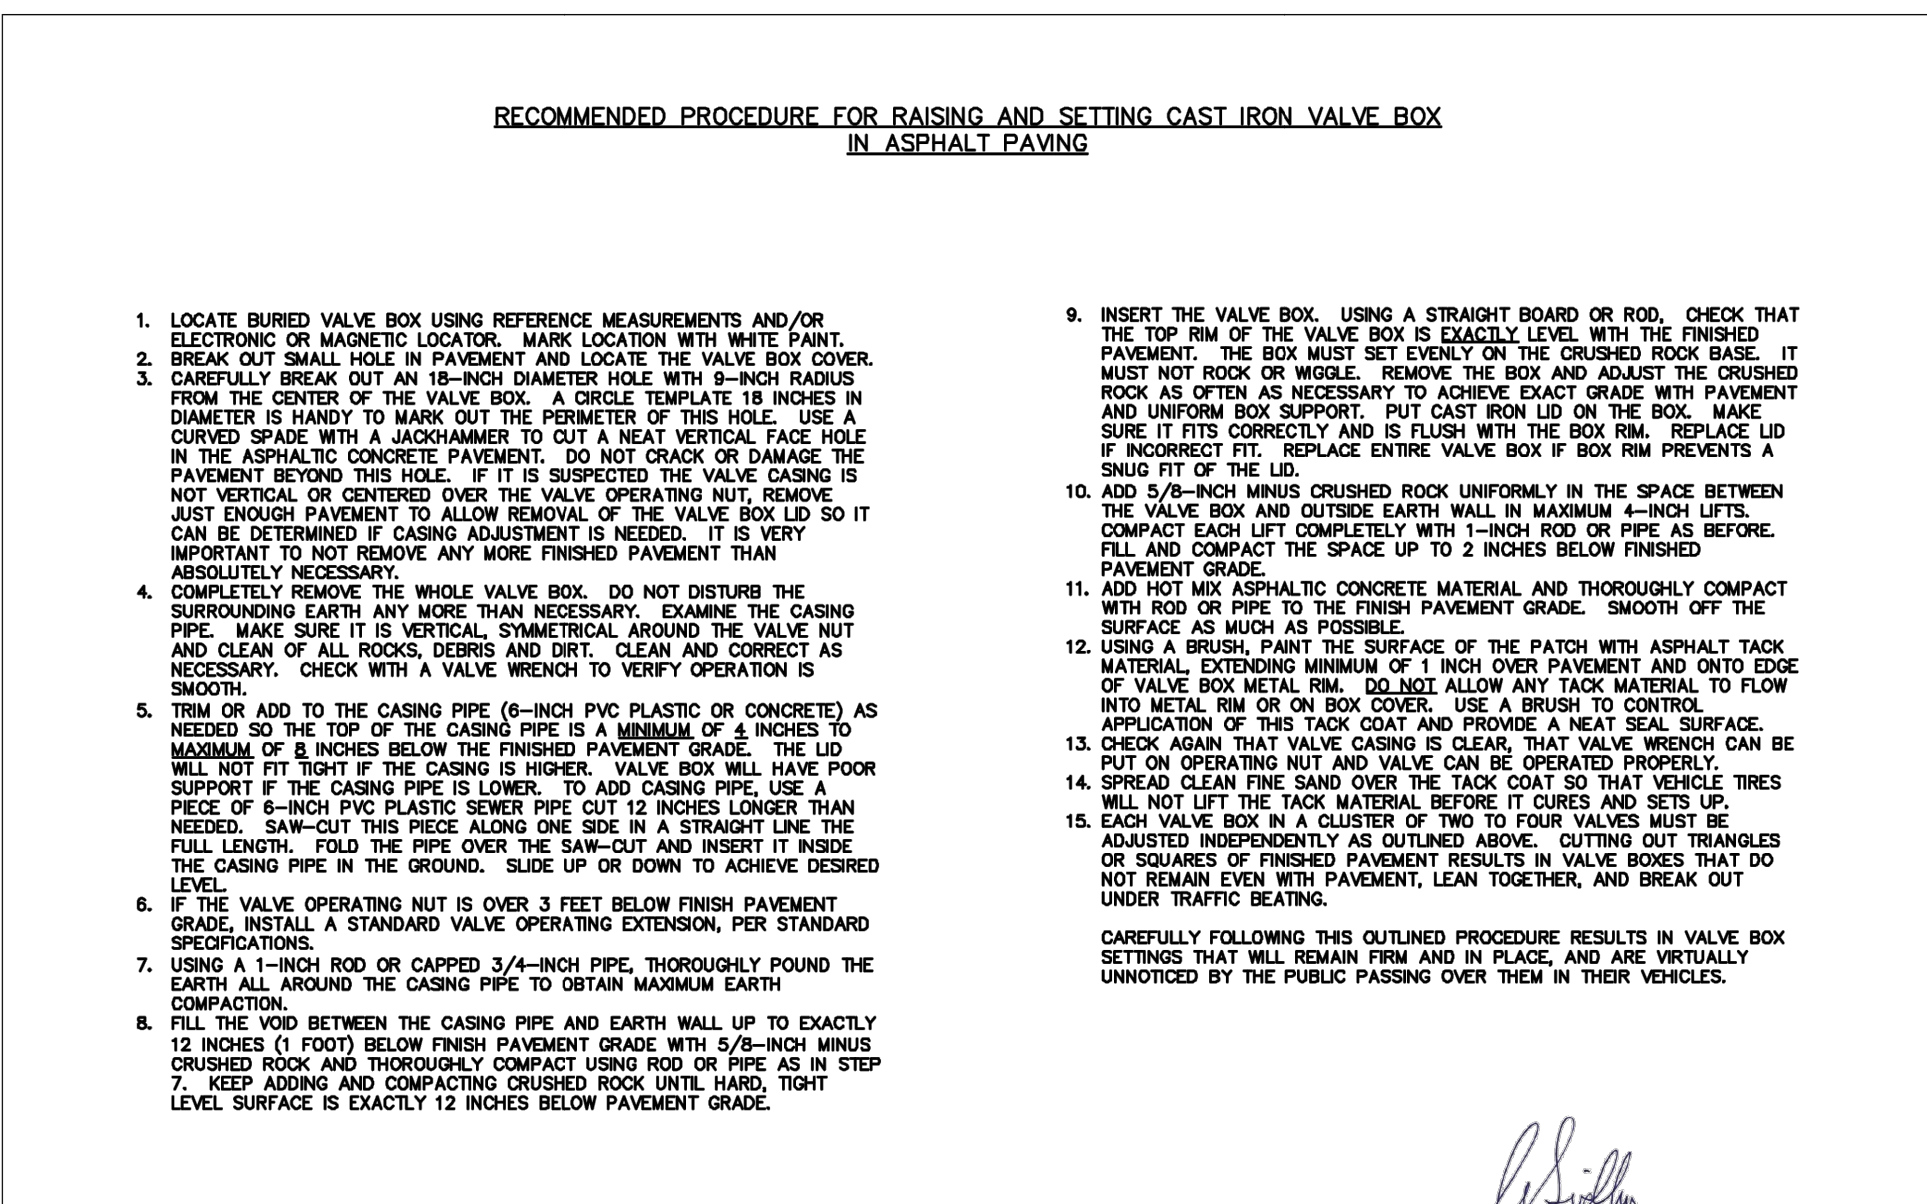 RECOMMENDED PROCEDURE FOR RAISING AND SETTING CAST IRON VALVE BOX
IN ASPHALT PAVING
1. LOCATE BURIED VALVE BOX USING REFERENCE MEASUREMENTS AND/OR
ELECTRONIC OR MAGNETIC LOCATOR. MARK LOCATION WITH WHITE PAINT.
2. BREAK OUT SMALL HOLE IN PAVEMENT AND LOCATE THE VALVE BOX COVER.
3. CAREFULLY BREAK OUT AN 18-INCH DIAMETER HOLE WITH 9-INCH RADIUS
FROM THE CENTER OF THE VALVE BOX. A CIRCLE TEMPLATE 18 INCHES IN
DIAMETER IS HANDY TO MARK OUT THE PERIMETER OF THIS HOLE. USE A
CURVED SPADE WITH A JACKHAMMER TO CUT A NEAT VERTICAL FACE HOLE
IN THE ASPHALTIC CONCRETE PAVEMENT. DO NOT CRACK OR DAMAGE THE
PAVEMENT BEYOND THIS HOLE. IF IT IS SUSPECTED THE VALVE CASING IS
NOT VERTICAL OR CENTERED OVER THE VALVE OPERATING NUT, REMOVE
JUST ENOUGH PAVEMENT TO ALLOW REMOVAL OF THE VALVE BOX LID SO IT
CAN BE DETERMINED IF CASING ADJUSTMENT IS NEEDED. IT IS VERY
IMPORTANT TO NOT REMOVE ANY MORE FINISHED PAVEMENT THAN
ABSOLUTELY NECESSARY.
4. COMPLETELY REMOVE THE WHOLE VALVE BOX. DO NOT DISTURB THE
SURROUNDING EARTH ANY MORE THAN NECESSARY. EXAMINE THE CASING
PIPE. MAKE SURE IT IS VERTICAL, SYMMETRICAL AROUND THE VALVE NUT
AND CLEAN OF ALL ROCKS, DEBRIS AND DIRT. CLEAN AND CORRECT AS
NECESSARY. CHECK WITH A VALVE WRENCH TO VERIFY OPERATION IS
SMOOTH.
5. TRIM OR ADD TO THE CASING PIPE (6-INCH PVC PLASTIC OR CONCRETE) AS
NEEDED SO THE TOP OF THE CASING PIPE IS A MINIMUM OF 4 INCHES TO
MAXIMUM OF 8 INCHES BELOW THE FINISHED PAVEMENT GRADE. THE LID
WILL NOT FIT TIGHT IF THE CASING IS HIGHER. VALVE BOX WILL HAVE POOR
SUPPORT IF THE CASING PIPE IS LOWER. TO ADD CASING PIPE, USE A
PIECE OF 6-INCH PVC PLASTIC SEWER PIPE CUT 12 INCHES LONGER THAN
NEEDED. SAW-CUT THIS PIECE ALONG ONE SIDE IN A STRAIGHT LINE THE
FULL LENGTH. FOLD THE PIPE OVER THE SAW-CUT AND INSERT IT INSIDE
THE CASING PIPE IN THE GROUND. SLIDE UP OR DOWN TO ACHIEVE DESIRED
LEVEL.
6. IF THE VALVE OPERATING NUT IS OVER 3 FEET BELOW FINISH PAVEMENT
GRADE, INSTALL A STANDARD VALVE OPERATING EXTENSION, PER STANDARD
SPECIFICATIONS.
7. USING A 1-INCH ROD OR CAPPED 3/4-INCH PIPE, THOROUGHLY POUND THE
EARTH ALL AROUND THE CASING PIPE TO OBTAIN MAXIMUM EARTH
COMPACTION.
8. FILL THE VOID BETWEEN THE CASING PIPE AND EARTH WALL UP TO EXACTLY
12 INCHES (1 FOOT) BELOW FINISH PAVEMENT GRADE WITH 5/8-INCH MINUS
CRUSHED ROCK AND THOROUGHLY COMPACT USING ROD OR PIPE AS IN STEP
7. KEEP ADDING AND COMPACTING CRUSHED ROCK UNTIL HARD, TIGHT
LEVEL SURFACE IS EXACTLY 12 INCHES BELOW PAVEMENT GRADE.
9. INSERT THE VALVE BOX. USING A STRAIGHT BOARD OR ROD, CHECK THAT
THE TOP RIM OF THE VALVE BOX IS EXACTLY LEVEL WITH THE FINISHED
PAVEMENT. THE BOX MUST SET EVENLY ON THE CRUSHED ROCK BASE. IT
MUST NOT ROCK OR WIGGLE. REMOVE THE BOX AND ADJUST THE CRUSHED
ROCK AS OFTEN AS NECESSARY TO ACHIEVE EXACT GRADE WITH PAVEMENT
AND UNIFORM BOX SUPPORT. PUT CAST IRON LID ON THE BOX. MAKE
SURE IT FITS CORRECTLY AND IS FLUSH WITH THE BOX RIM. REPLACE LID
IF INCORRECT FIT. REPLACE ENTIRE VALVE BOX IF BOX RIM PREVENTS A
SNUG FIT OF THE LID.
10. ADD 5/8-INCH MINUS CRUSHED ROCK UNIFORMLY IN THE SPACE BETWEEN
THE VALVE BOX AND OUTSIDE EARTH WALL IN MAXIMUM 4-INCH LIFTS.
COMPACT EACH LIFT COMPLETELY WITH 1-INCH ROD OR PIPE AS BEFORE.
FILL AND COMPACT THE SPACE UP TO 2 INCHES BELOW FINISHED
PAVEMENT GRADE.
11. ADD HOT MIX ASPHALTIC CONCRETE MATERIAL AND THOROUGHLY COMPACT
WITH ROD OR PIPE TO THE FINISH PAVEMENT GRADE. SMOOTH OFF THE
SURFACE AS MUCH AS POSSIBLE.
12. USING A BRUSH, PAINT THE SURFACE OF THE PATCH WITH ASPHALT TACK
MATERIAL, EXTENDING MINIMUM OF 1 INCH OVER PAVEMENT AND ONTO EDGE
OF VALVE BOX METAL RIM. DO NOT ALLOW ANY TACK MATERIAL TO FLOW
INTO METAL RIM OR ON BOX COVER. USE A BRUSH TO CONTROL
APPLICATION OF THIS TACK COAT AND PROVIDE A NEAT SEAL SURFACE.
13. CHECK AGAIN THAT VALVE CASING IS CLEAR, THAT VALVE WRENCH CAN BE
PUT ON OPERATING NUT AND VALVE CAN BE OPERATED PROPERLY.
14. SPREAD CLEAN FINE SAND OVER THE TACK COAT SO THAT VEHICLE TIRES
WILL NOT LIFT THE TACK MATERIAL BEFORE IT CURES AND SETS UP.
15. EACH VALVE BOX IN A CLUSTER OF TWO TO FOUR VALVES MUST BE
ADJUSTED INDEPENDENTLY AS OUTLINED ABOVE. CUTTING OUT TRIANGLES
OR SQUARES OF FINISHED PAVEMENT RESULTS IN VALVE BOXES THAT DO
NOT REMAIN EVEN WITH PAVEMENT, LEAN TOGETHER, AND BREAK OUT
UNDER TRAFFIC BEATING.
CAREFULLY FOLLOWING THIS OUTLINED PROCEDURE RESULTS IN VALVE BOX
SETTINGS THAT WILL REMAIN FIRM AND IN PLACE, AND ARE VIRTUALLY
UNNOTICED BY THE PUBLIC PASSING OVER THEM IN THEIR VEHICLES.